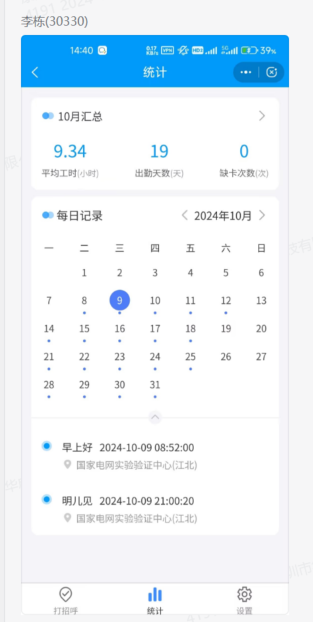 李栋(30330)
14:40 39%
统计
10月汇总
9.34 19 0
平均工时(小时) 出勤天数(天) 缺卡次数(次)
每日记录 2024年10月
一 二 三 四 五 六 日
1 2 3 4 5 6
7 8 9 10 11 12 13
14 15 16 17 18 19 20
21 22 23 24 25 26 27
28 29 30 31
早上好 2024-10-09 08:52:00
国家电网实验验证中心(江北)
明儿见 2024-10-09 21:00:20
国家电网实验验证中心(江北)
打招呼 统计 设置